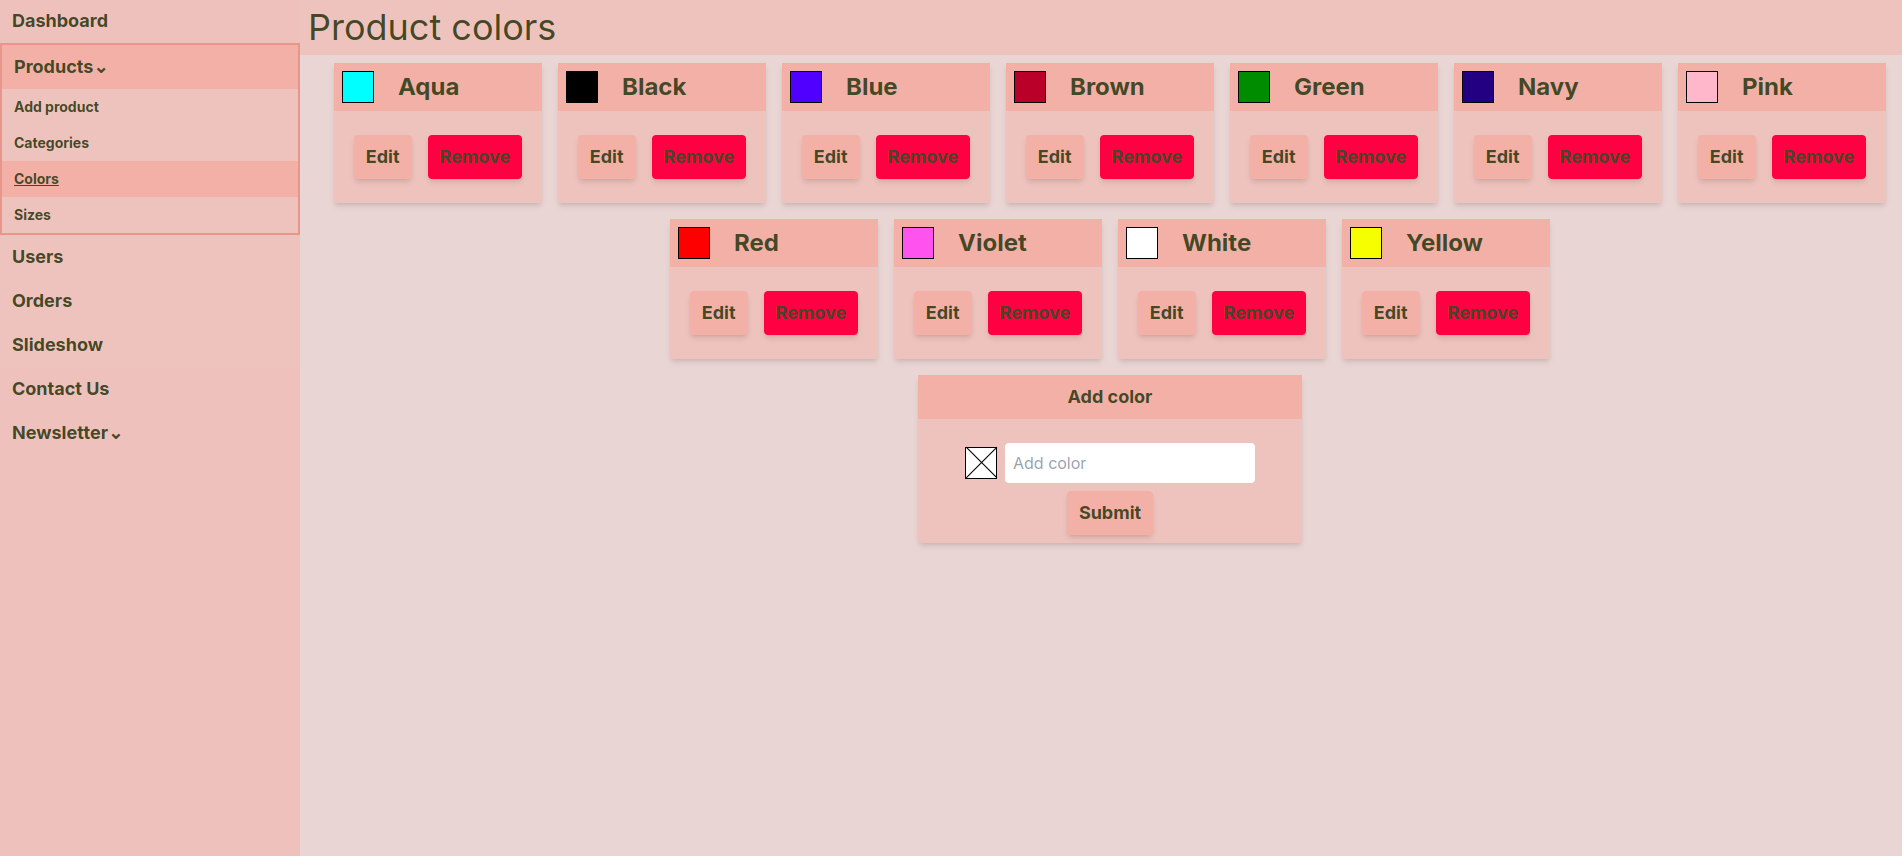 Dashboard
Products
Add product
Categories
Colors
Sizes
Users
Orders
Slideshow
Contact Us
Newsletter
Product colors
Aqua
Edit Remove
Black
Edit Remove
Blue
Edit Remove
Brown
Edit Remove
Green
Edit Remove
Navy
Edit Remove
Pink
Edit Remove
Red
Edit Remove
Violet
Edit Remove
White
Edit Remove
Yellow
Edit Remove
Add color
Add color
Submit